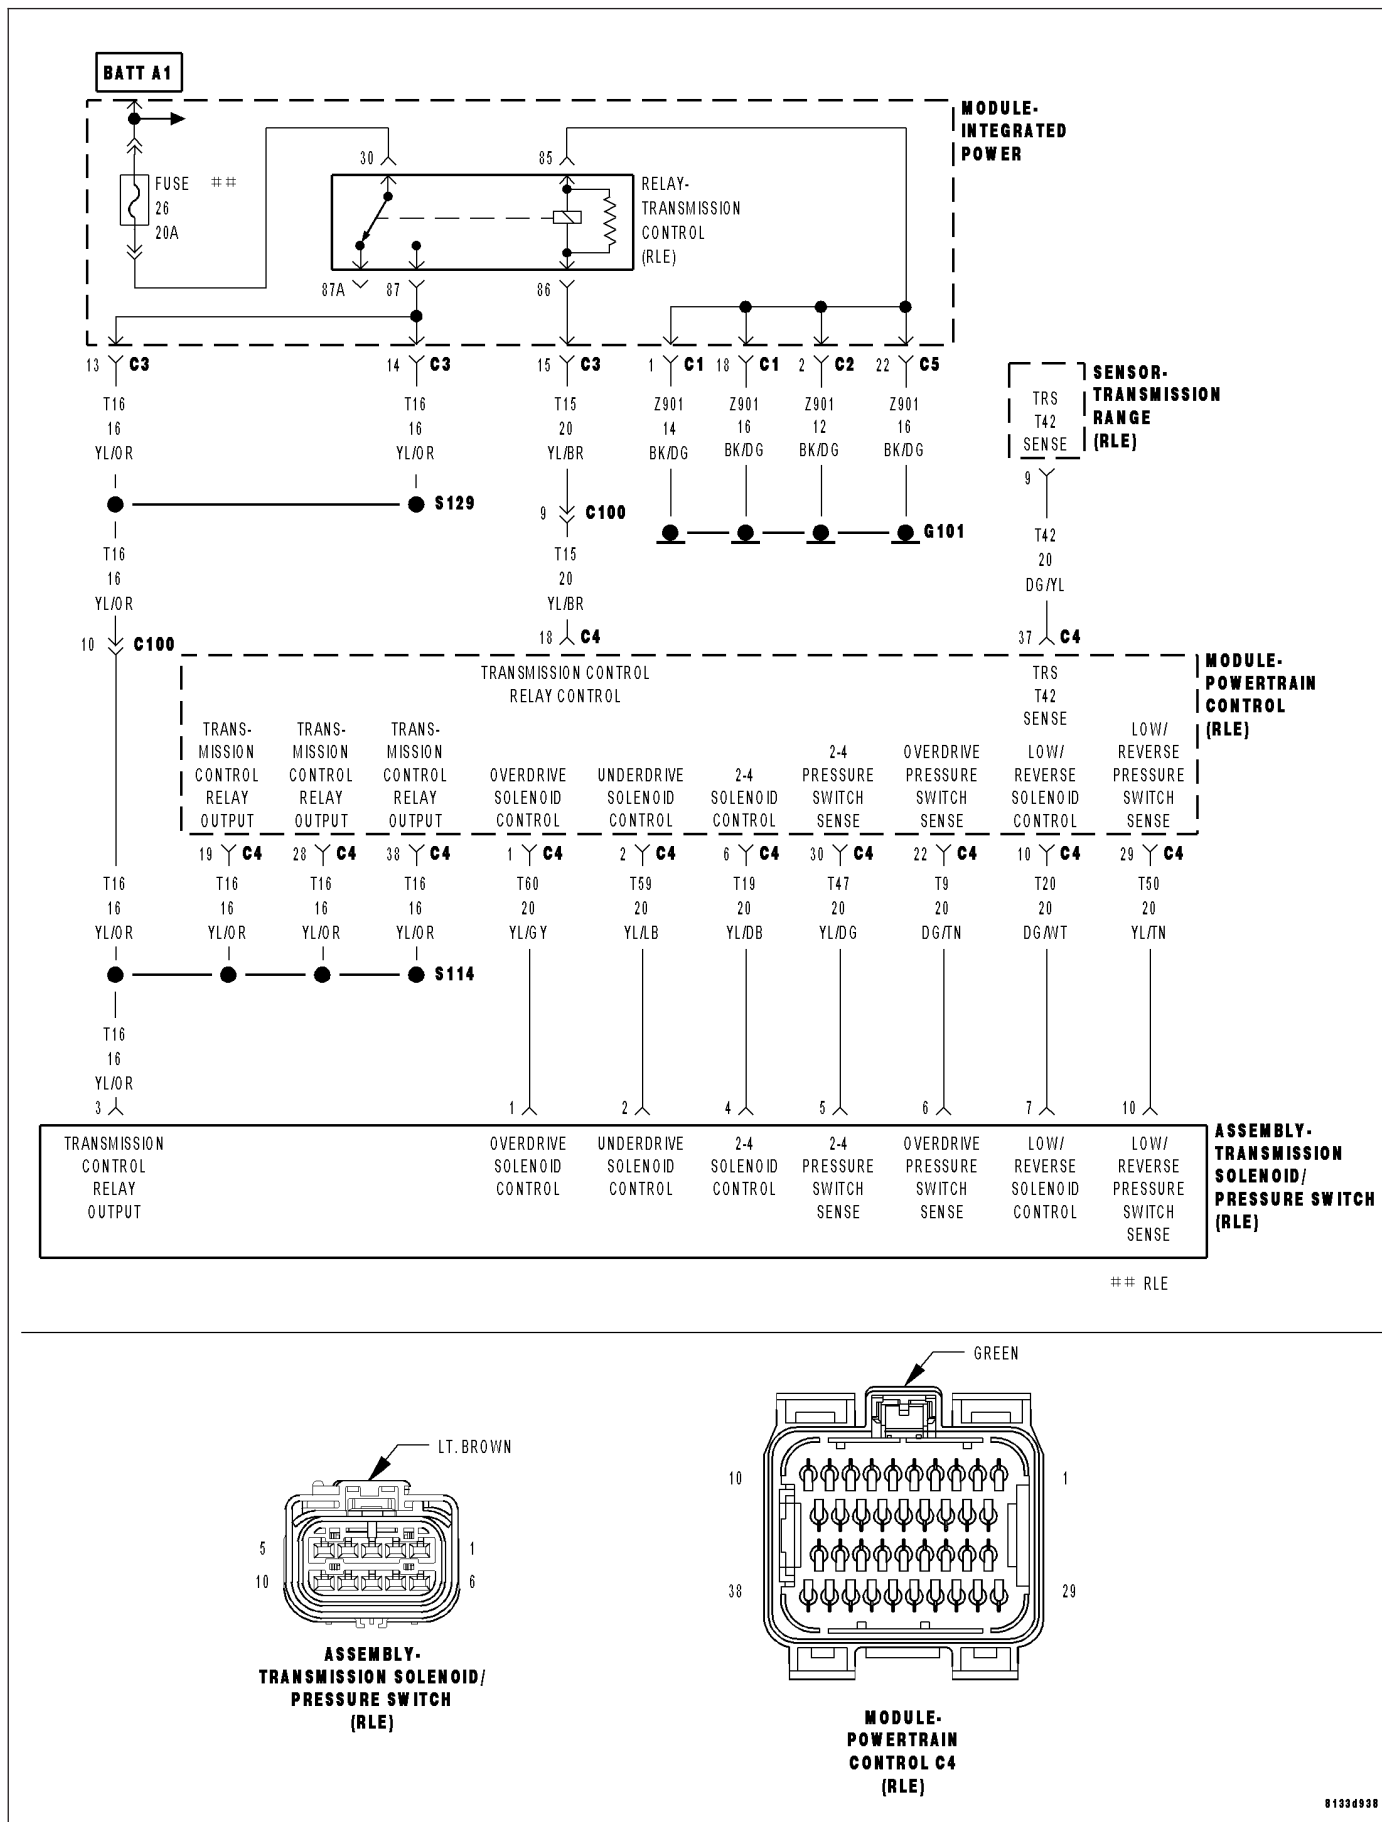 BATT A1
MODULE-
INTEGRATED
POWER
30
85
FUSE ##
26
20A
RELAY-
TRANSMISSION
CONTROL
(RLE)
87A
87
86
13 C3
14 C3
15 C3
1 C1
18 C1
2 C2
22 C5
T16
16
YL/OR
T16
16
YL/OR
T15
20
YL/BR
Z901
14
BK/DG
Z901
16
BK/DG
Z901
12
BK/DG
Z901
16
BK/DG
TRS
T42
SENSE
SENSOR-
TRANSMISSION
RANGE
(RLE)
9
S129
9 C100
G101
T16
16
YL/OR
T15
20
YL/BR
T42
20
DG/YL
10 C100
18 C4
37 C4
TRANSMISSION CONTROL
RELAY CONTROL
TRS
T42
SENSE
MODULE-
POWERTRAIN
CONTROL
(RLE)
TRANS-
MISSION
CONTROL
RELAY
OUTPUT
TRANS-
MISSION
CONTROL
RELAY
OUTPUT
TRANS-
MISSION
CONTROL
RELAY
OUTPUT
OVERDRIVE
SOLENOID
CONTROL
UNDERDRIVE
SOLENOID
CONTROL
2-4
SOLENOID
CONTROL
2-4
PRESSURE
SWITCH
SENSE
OVERDRIVE
PRESSURE
SWITCH
SENSE
LOW/
REVERSE
SOLENOID
CONTROL
LOW/
REVERSE
PRESSURE
SWITCH
SENSE
19 C4
28 C4
38 C4
1 C4
2 C4
6 C4
30 C4
22 C4
10 C4
29 C4
T16
16
YL/OR
T16
16
YL/OR
T16
16
YL/OR
T16
16
YL/OR
T60
20
YL/GY
T59
20
YL/LB
T19
20
YL/DB
T47
20
YL/DG
T9
20
DG/TN
T20
20
DG/WT
T50
20
YL/TN
S114
T16
16
YL/OR
3
1
2
4
5
6
7
10
TRANSMISSION
CONTROL
RELAY
OUTPUT
OVERDRIVE
SOLENOID
CONTROL
UNDERDRIVE
SOLENOID
CONTROL
2-4
SOLENOID
CONTROL
2-4
PRESSURE
SWITCH
SENSE
OVERDRIVE
PRESSURE
SWITCH
SENSE
LOW/
REVERSE
SOLENOID
CONTROL
LOW/
REVERSE
PRESSURE
SWITCH
SENSE
ASSEMBLY-
TRANSMISSION
SOLENOID/
PRESSURE SWITCH
(RLE)
## RLE
LT. BROWN
5
1
10
6
ASSEMBLY-
TRANSMISSION SOLENOID/
PRESSURE SWITCH
(RLE)
GREEN
10
1
38
29
MODULE-
POWERTRAIN
CONTROL C4
(RLE)
8133d938